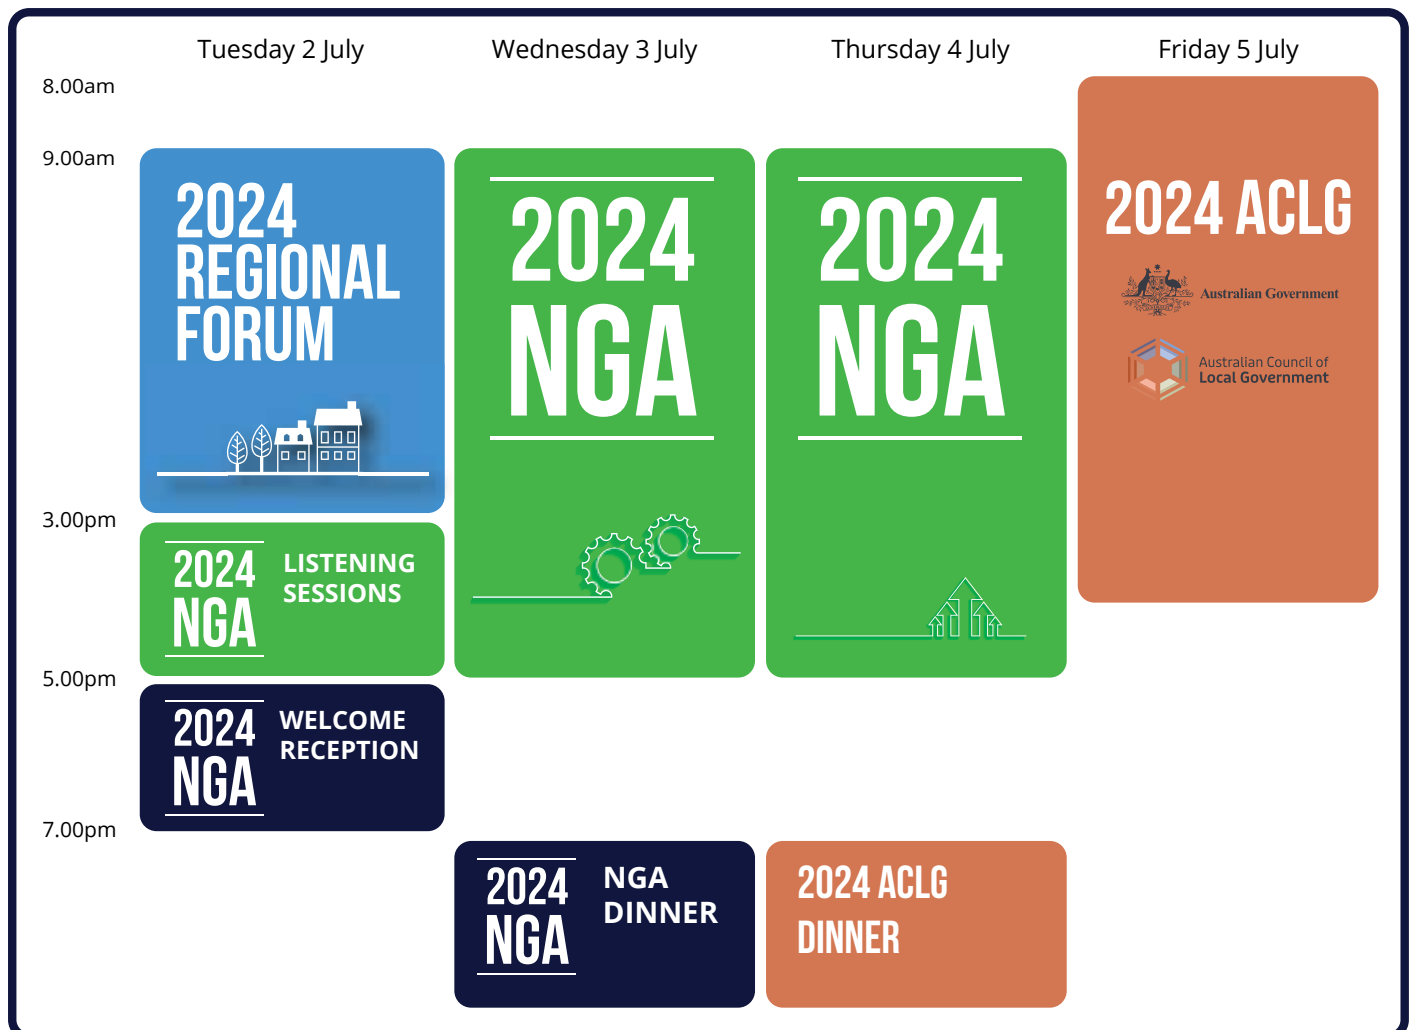 Tuesday 2 July
Wednesday 3 July
Thursday 4 July
Friday 5 July
8.00am
9.00am
3.00pm
5.00pm
7.00pm
2024
REGIONAL
FORUM
2024
NGA
LISTENING
SESSIONS
2024
NGA
WELCOME
RECEPTION
2024
NGA
2024
NGA
NGA
DINNER
2024
NGA
2024 ACLG
DINNER
2024 ACLG
Australian Government
Australian Council of
Local Government